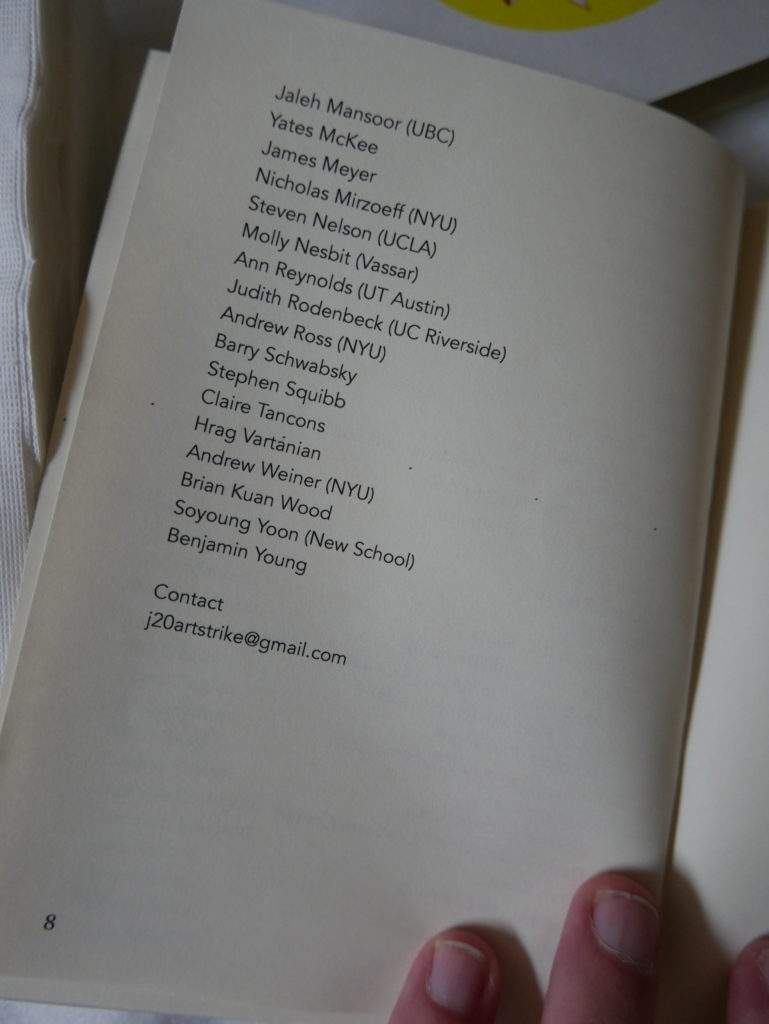 Jaleh Mansoor (UBC)
Yates McKee
James Meyer
Nicholas Mirzoeff (NYU)
Steven Nelson (UCLA)
Molly Nesbit (Vassar)
Ann Reynolds (UT Austin)
Judith Rodenbeck (UC Riverside)
Andrew Ross (NYU)
Barry Schwabsky
Stephen Squibb
Claire Tancons
Hrag Vartanian
Andrew Weiner (NYU)
Brian Kuan Wood
Soyoung Yoon (New School)
Benjamin Young
Contact
j20artstrike@gmail.com
8